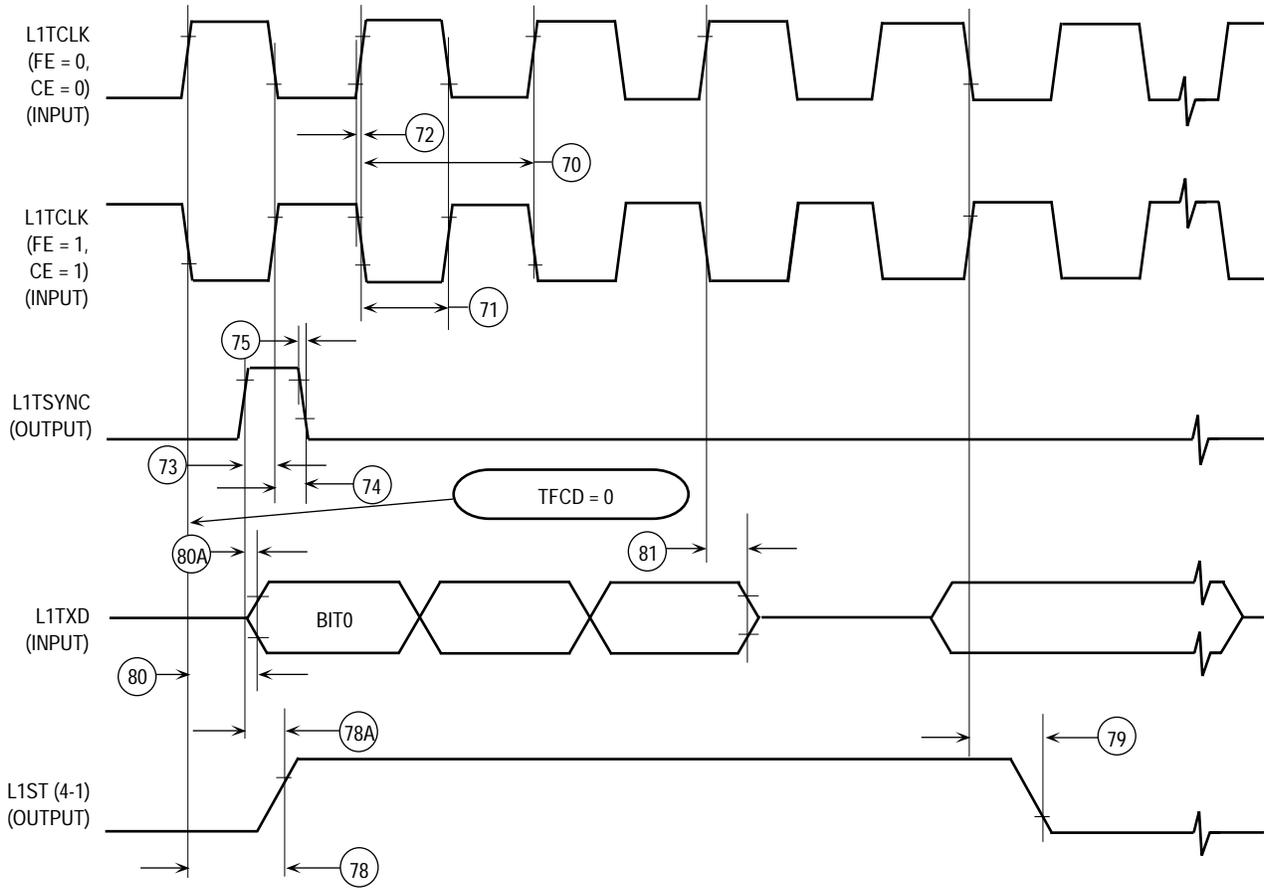 L1TCLK
(FE = 0,
CE = 0)
(INPUT)
72
70
L1TCLK
(FE = 1,
CE = 1)
(INPUT)
71
75
L1TSYNC
(OUTPUT)
73
74
TFCD = 0
80A
81
L1TXD
(INPUT)
BIT0
80
78A
79
L1ST (4-1)
(OUTPUT)
78